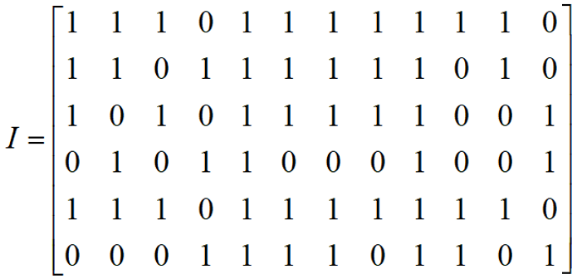 1 1 1 0 1 1 1 1 1 1 1 0
1 1 0 1 1 1 1 1 1 0 1 0
I = 1 0 1 0 1 1 1 1 1 0 0 1
0 1 0 1 1 0 0 0 1 0 0 1
1 1 1 0 1 1 1 1 1 1 1 0
0 0 0 1 1 1 1 0 1 1 0 1